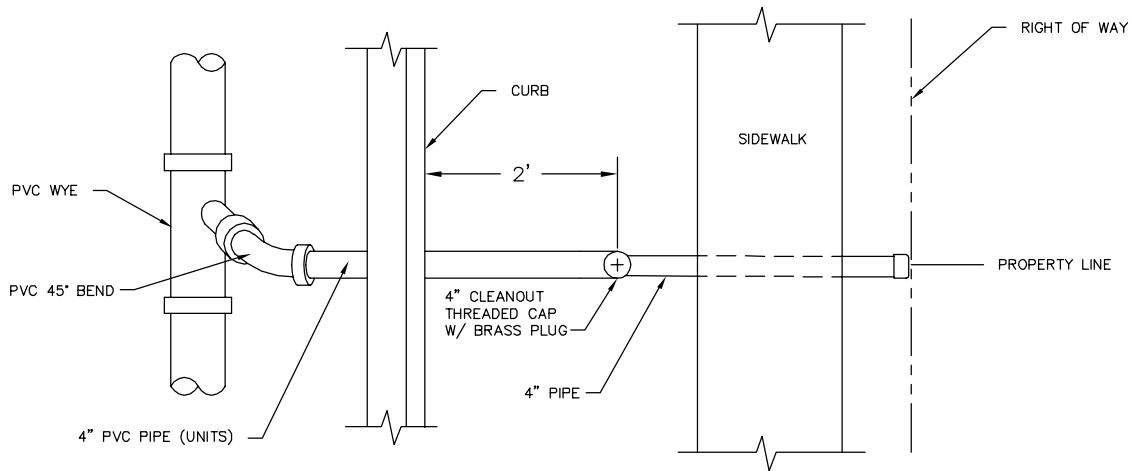 RIGHT OF WAY
CURB
SIDEWALK
2'
PVC WYE
PROPERTY LINE
PVC 45° BEND
4" CLEANOUT
THREADED CAP
W/ BRASS PLUG
4" PIPE
4" PVC PIPE (UNITS)